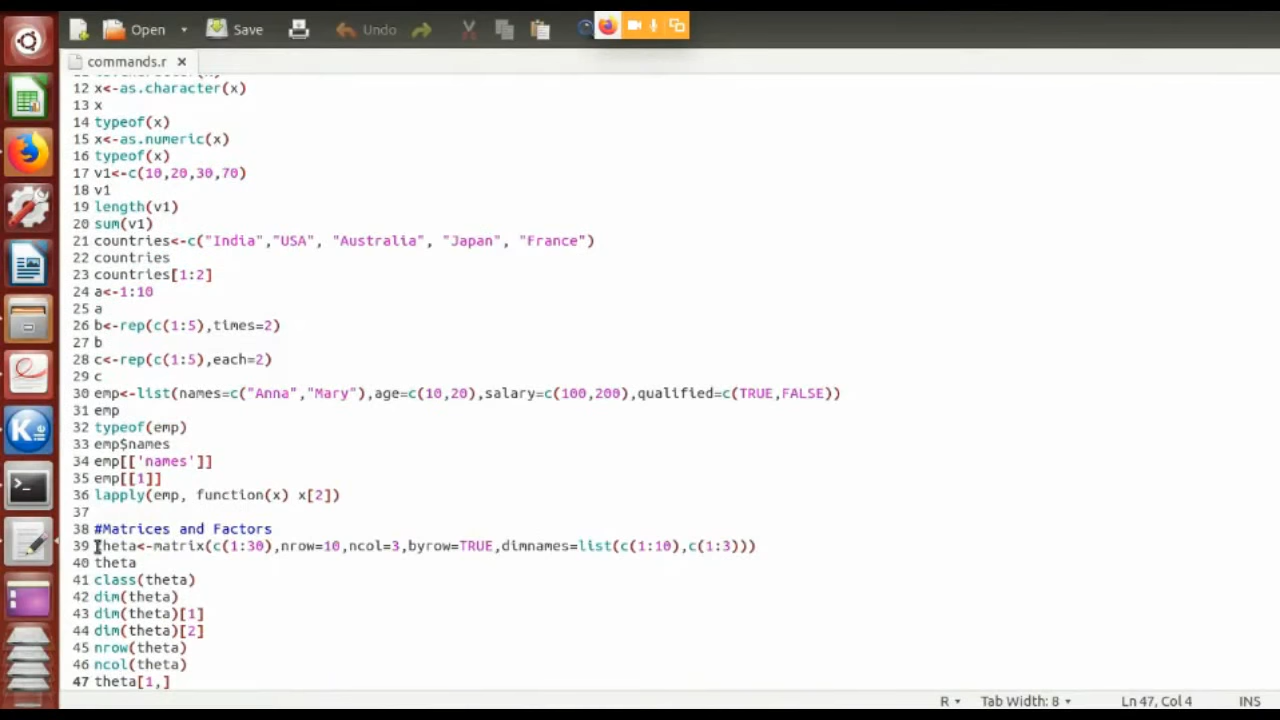 Open Save Undo
commands.r ×
12 x<-as.character(x)
13 x
14 typeof(x)
15 x<-as.numeric(x)
16 typeof(x)
17 v1<-c(10,20,30,70)
18 v1
19 length(v1)
20 sum(v1)
21 countries<-c("India","USA", "Australia", "Japan", "France")
22 countries
23 countries[1:2]
24 a<-1:10
25 a
26 b<-rep(c(1:5),times=2)
27 b
28 c<-rep(c(1:5),each=2)
29 c
30 emp<-list(names=c("Anna","Mary"),age=c(10,20),salary=c(100,200),qualified=c(TRUE,FALSE))
31 emp
32 typeof(emp)
33 emp$names
34 emp[['names']]
35 emp[[1]]
36 lapply(emp, function(x) x[2])
37
38 #Matrices and Factors
39 theta<-matrix(c(1:30),nrow=10,ncol=3,byrow=TRUE,dimnames=list(c(1:10),c(1:3)))
40 theta
41 class(theta)
42 dim(theta)
43 dim(theta)[1]
44 dim(theta)[2]
45 nrow(theta)
46 ncol(theta)
47 theta[1,]
R Tab Width: 8 Ln 47, Col 4 INS